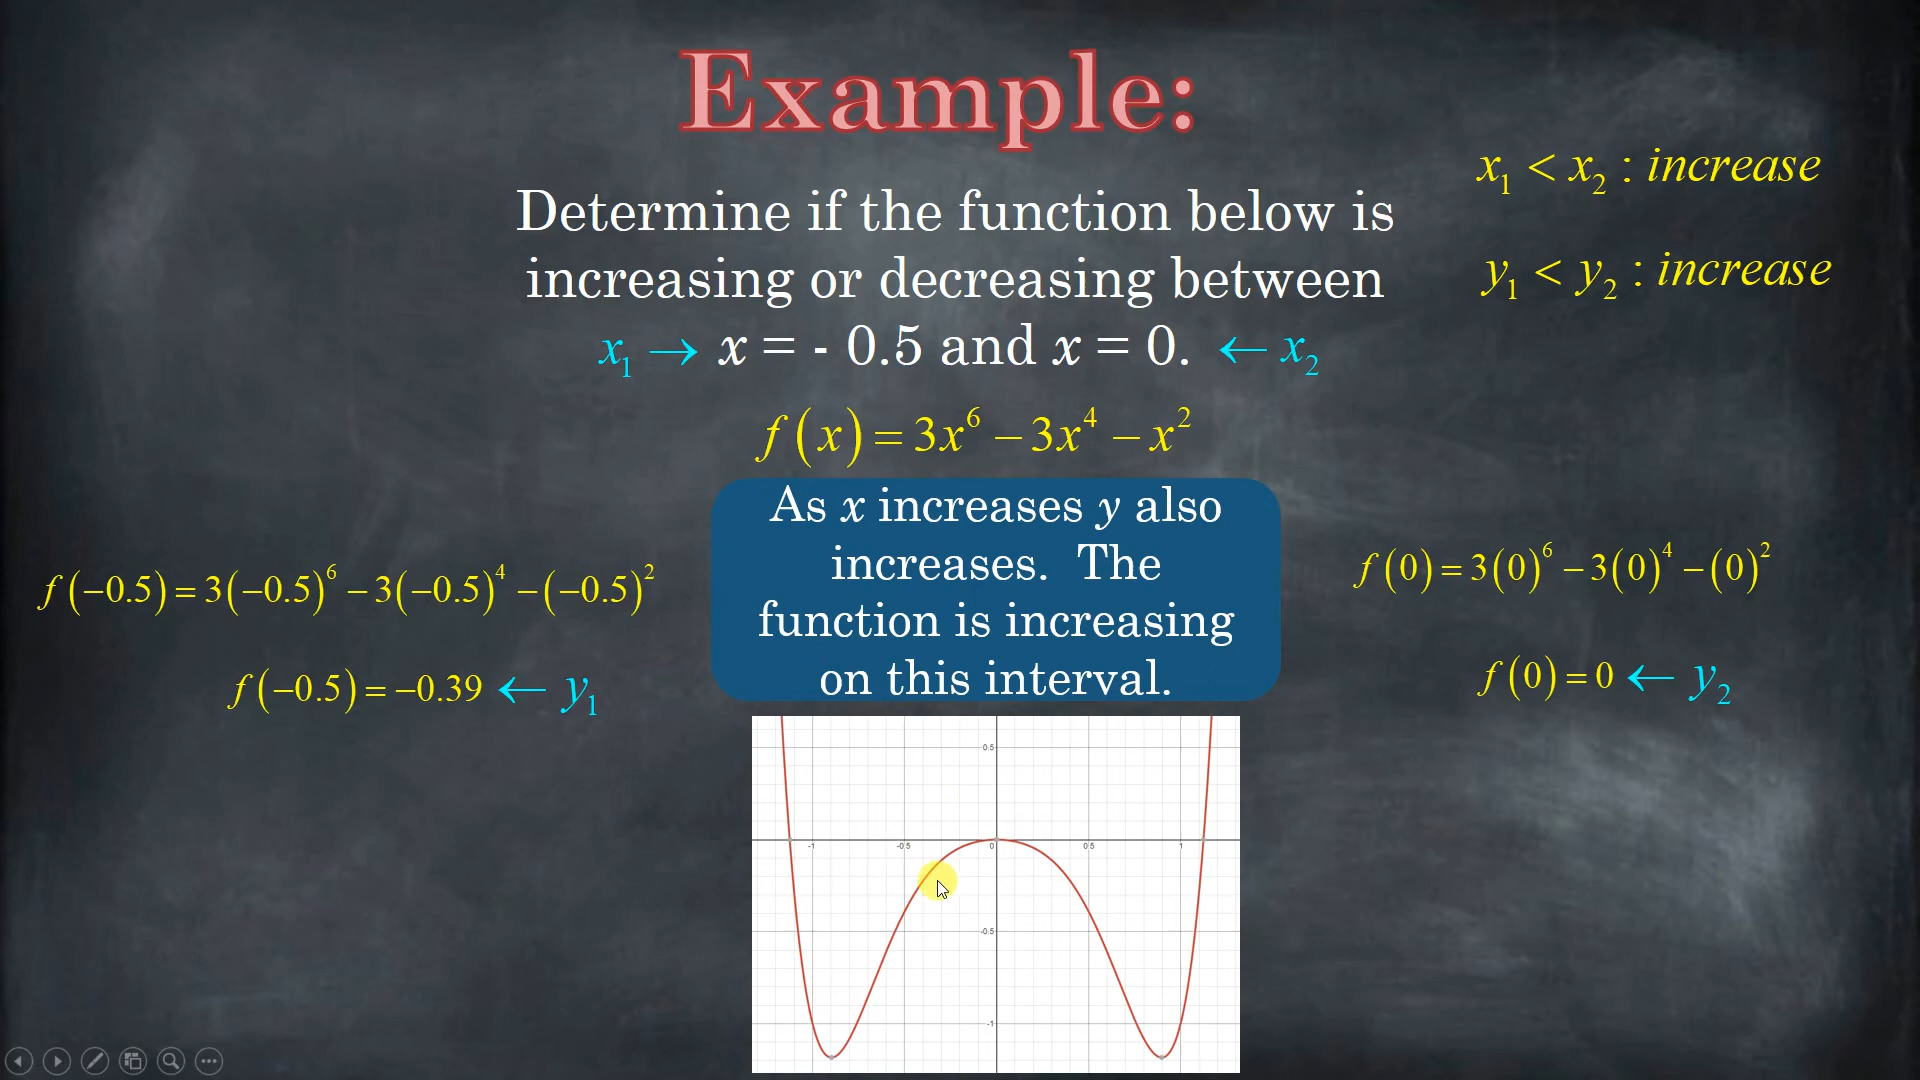 Example:
x₁ < x₂ : increase
Determine if the function below is
y₁ < y₂ : increase
increasing or decreasing between
x₁ → x = - 0.5 and x = 0. ← x₂
f(x) = 3x⁶ − 3x⁴ − x²
As x increases y also
increases. The
function is increasing
on this interval.
f(−0.5) = 3(−0.5)⁶ − 3(−0.5)⁴ − (−0.5)²
f(−0.5) = −0.39 ← y₁
f(0) = 3(0)⁶ − 3(0)⁴ − (0)²
f(0) = 0 ← y₂
0.5
-1 -0.5 0 0.5 1
-0.5
-1